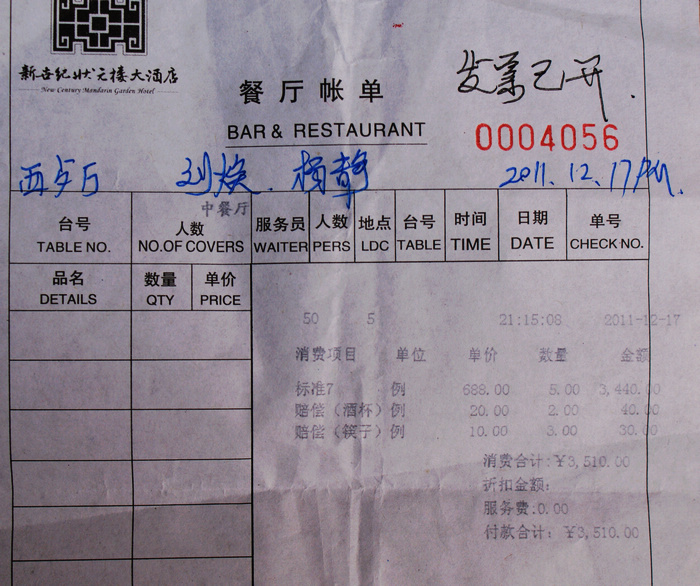 新世纪状元楼大酒店
New Century Mandarin Garden Hotel
餐厅帐单
BAR & RESTAURANT
发票已开.
0004056
刘焕. 杨静
2011.12.17
中餐厅
台号 人数 服务员 人数 地点 台号 时间 日期 单号
TABLE NO. NO.OF COVERS WAITER PERS LDC TABLE TIME DATE CHECK NO.
品名 数量 单价
DETAILS QTY PRICE
50 5 21:15:08 2011-12-17
消费项目 单位 单价 数量 金额
标准7 例 688.00 5.00 3,440.00
赔偿（酒杯）例 20.00 2.00 40.00
赔偿（筷子）例 10.00 3.00 30.00
消费合计:￥3,510.00
折扣金额:
服务费:0.00
付款合计: ￥3,510.00